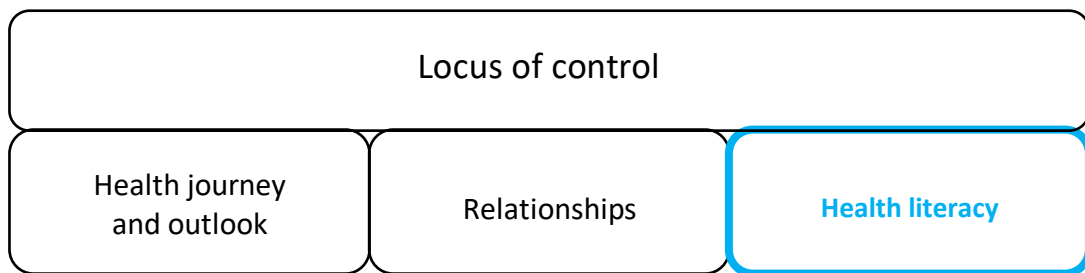 Locus of control
Health journey
and outlook
Relationships
Health literacy